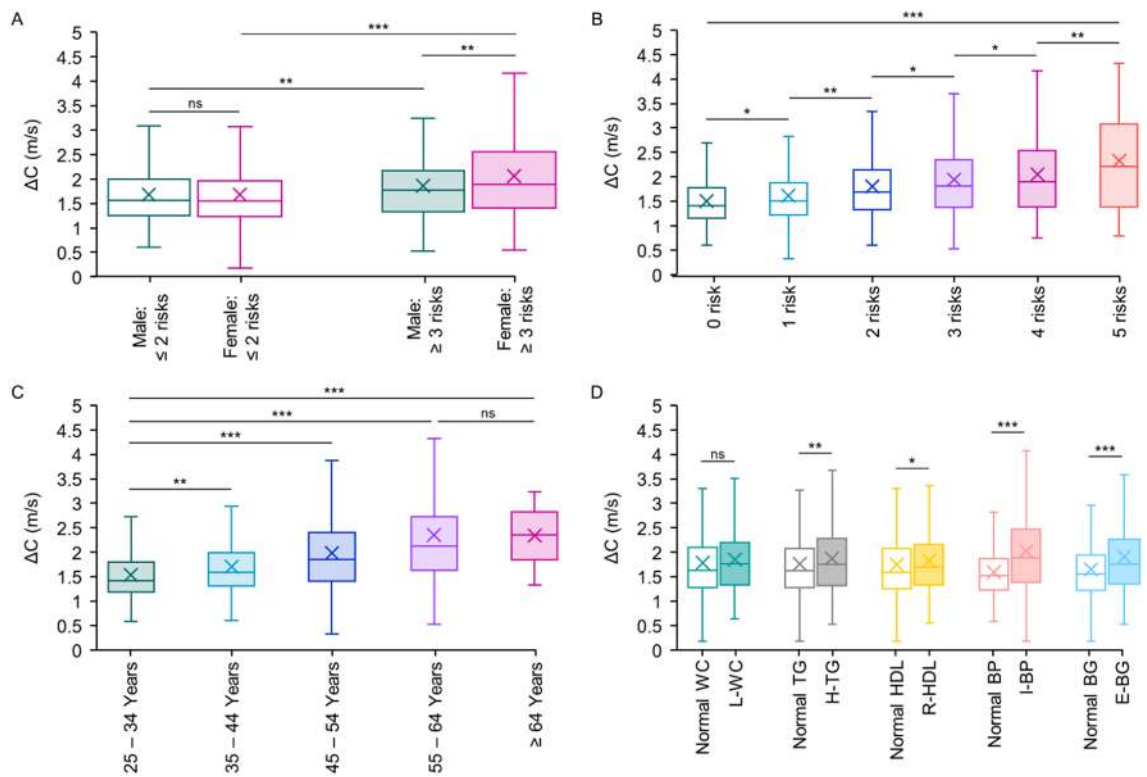 A
***
**
**
ns
ΔC (m/s)
5
4.5
4
3.5
3
2.5
2
1.5
1
0.5
0
Male:
≤ 2 risks
Female:
≤ 2 risks
Male:
≥ 3 risks
Female:
≥ 3 risks
B
***
**
*
*
**
*
ΔC (m/s)
5
4.5
4
3.5
3
2.5
2
1.5
1
0.5
0
0 risk
1 risk
2 risks
3 risks
4 risks
5 risks
C
***
***
ns
***
**
ΔC (m/s)
5
4.5
4
3.5
3
2.5
2
1.5
1
0.5
0
25 – 34 Years
35 – 44 Years
45 – 54 Years
55 – 64 Years
≥ 64 Years
D
ns
**
*
***
***
ΔC (m/s)
5
4.5
4
3.5
3
2.5
2
1.5
1
0.5
0
Normal WC
L-WC
Normal TG
H-TG
Normal HDL
R-HDL
Normal BP
I-BP
Normal BG
E-BG